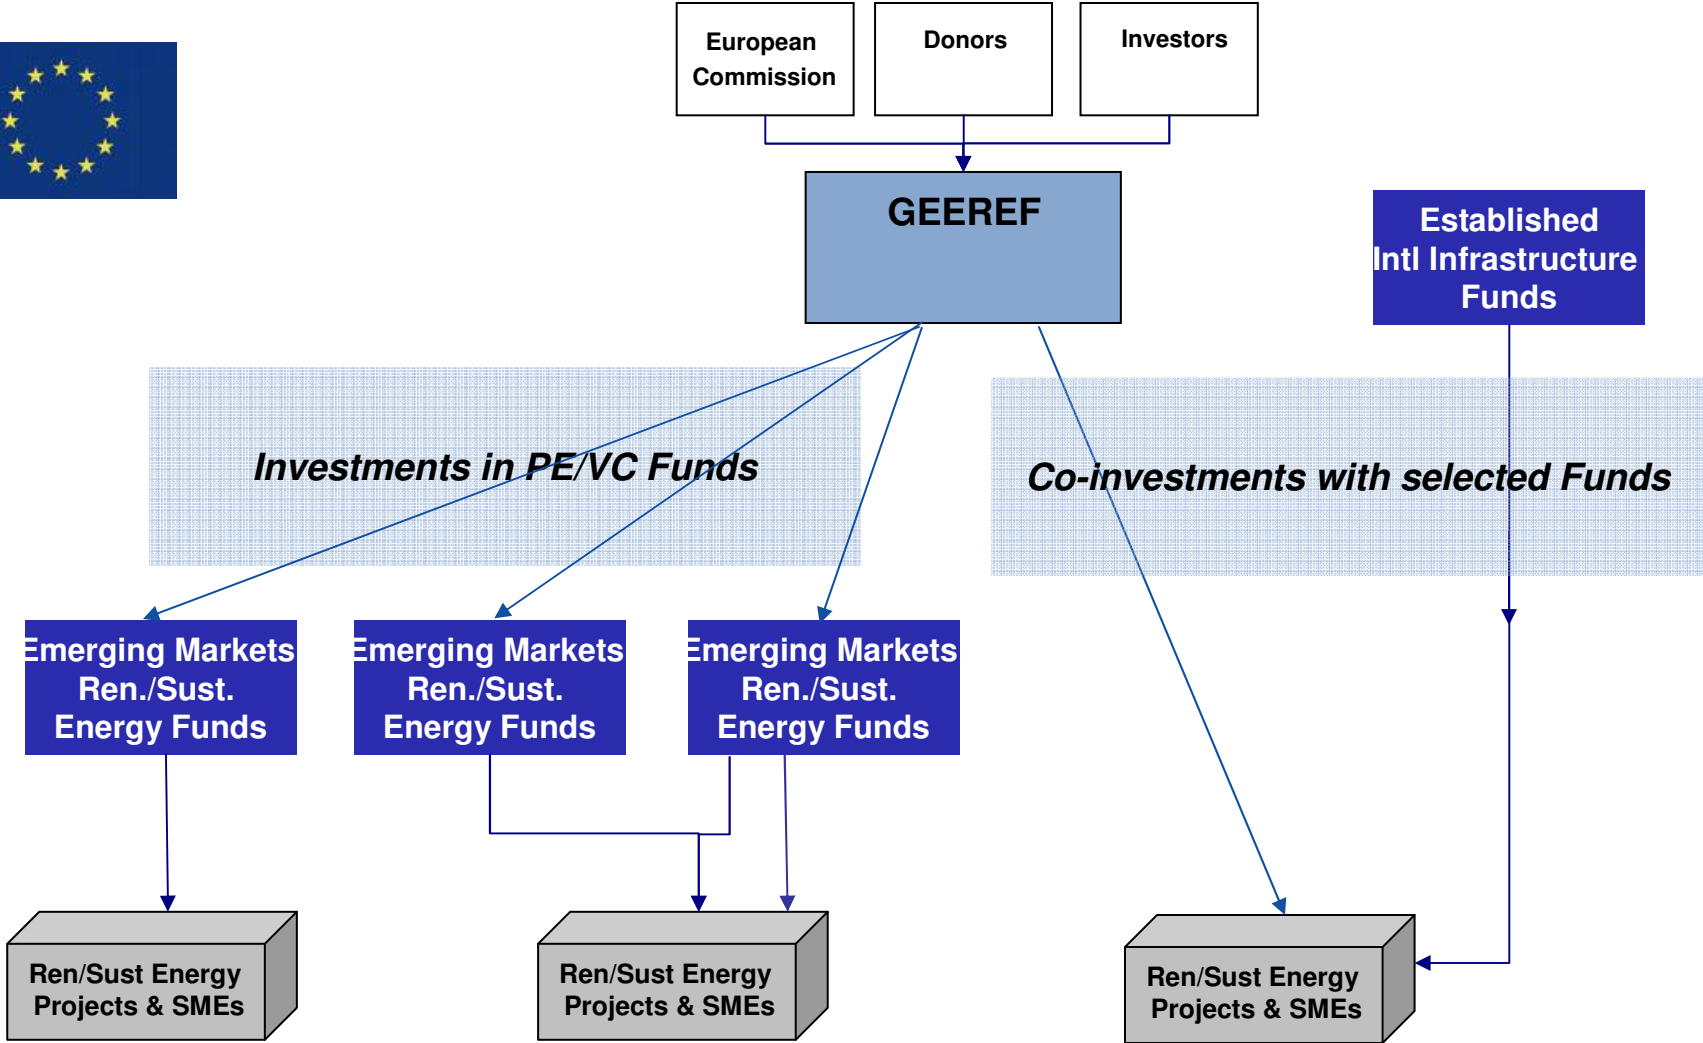 European
Commission
Donors
Investors
GEEREF
Established
Intl Infrastructure
Funds
Investments in PE/VC Funds
Co-investments with selected Funds
Emerging Markets
Ren./Sust.
Energy Funds
Emerging Markets
Ren./Sust.
Energy Funds
Emerging Markets
Ren./Sust.
Energy Funds
Ren/Sust Energy
Projects & SMEs
Ren/Sust Energy
Projects & SMEs
Ren/Sust Energy
Projects & SMEs